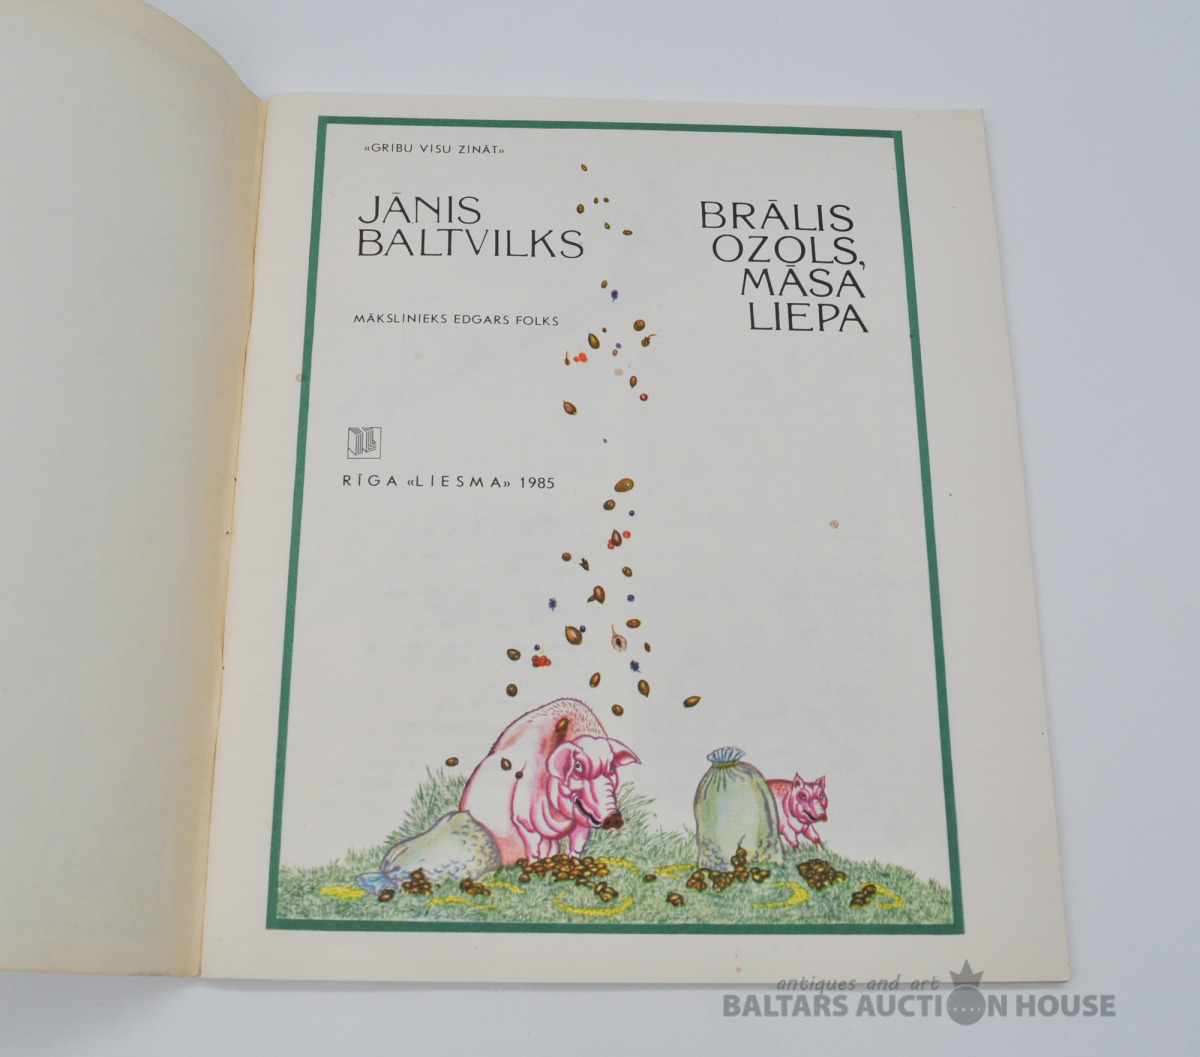 «GRIBU VISU ZINĀT»
JĀNIS
BALTVILKS
BRĀLIS
OZOLS,
MĀSA
LIEPA
MĀKSLINIEKS EDGARS FOLKS
RĪGA «LIESMA» 1985
antiques and art
BALTARS AUCTION HOUSE